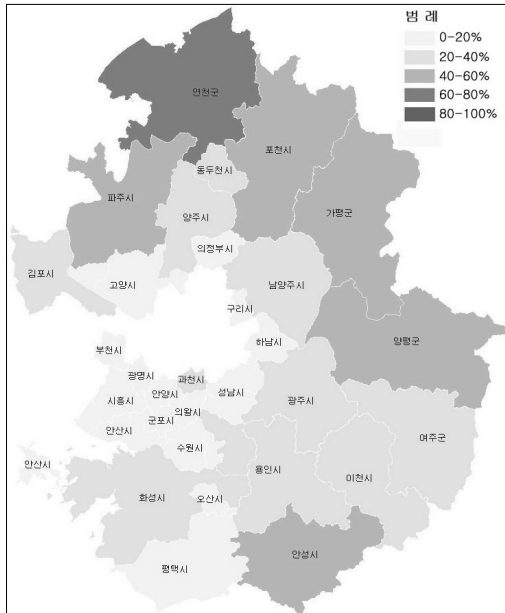 범 례
0-20%
20-40%
40-60%
60-80%
80-100%
연천군
포천시
동두천시
파주시
가평군
양주시
의정부시
김포시
고양시
남양주시
구리시
하남시
양평군
부천시
광명시
과천시
시흥시
안양시
성남시
광주시
의왕시
군포시
안산시
여주군
수원시
안산시
용인시
이천시
화성시
오산시
안성시
평택시